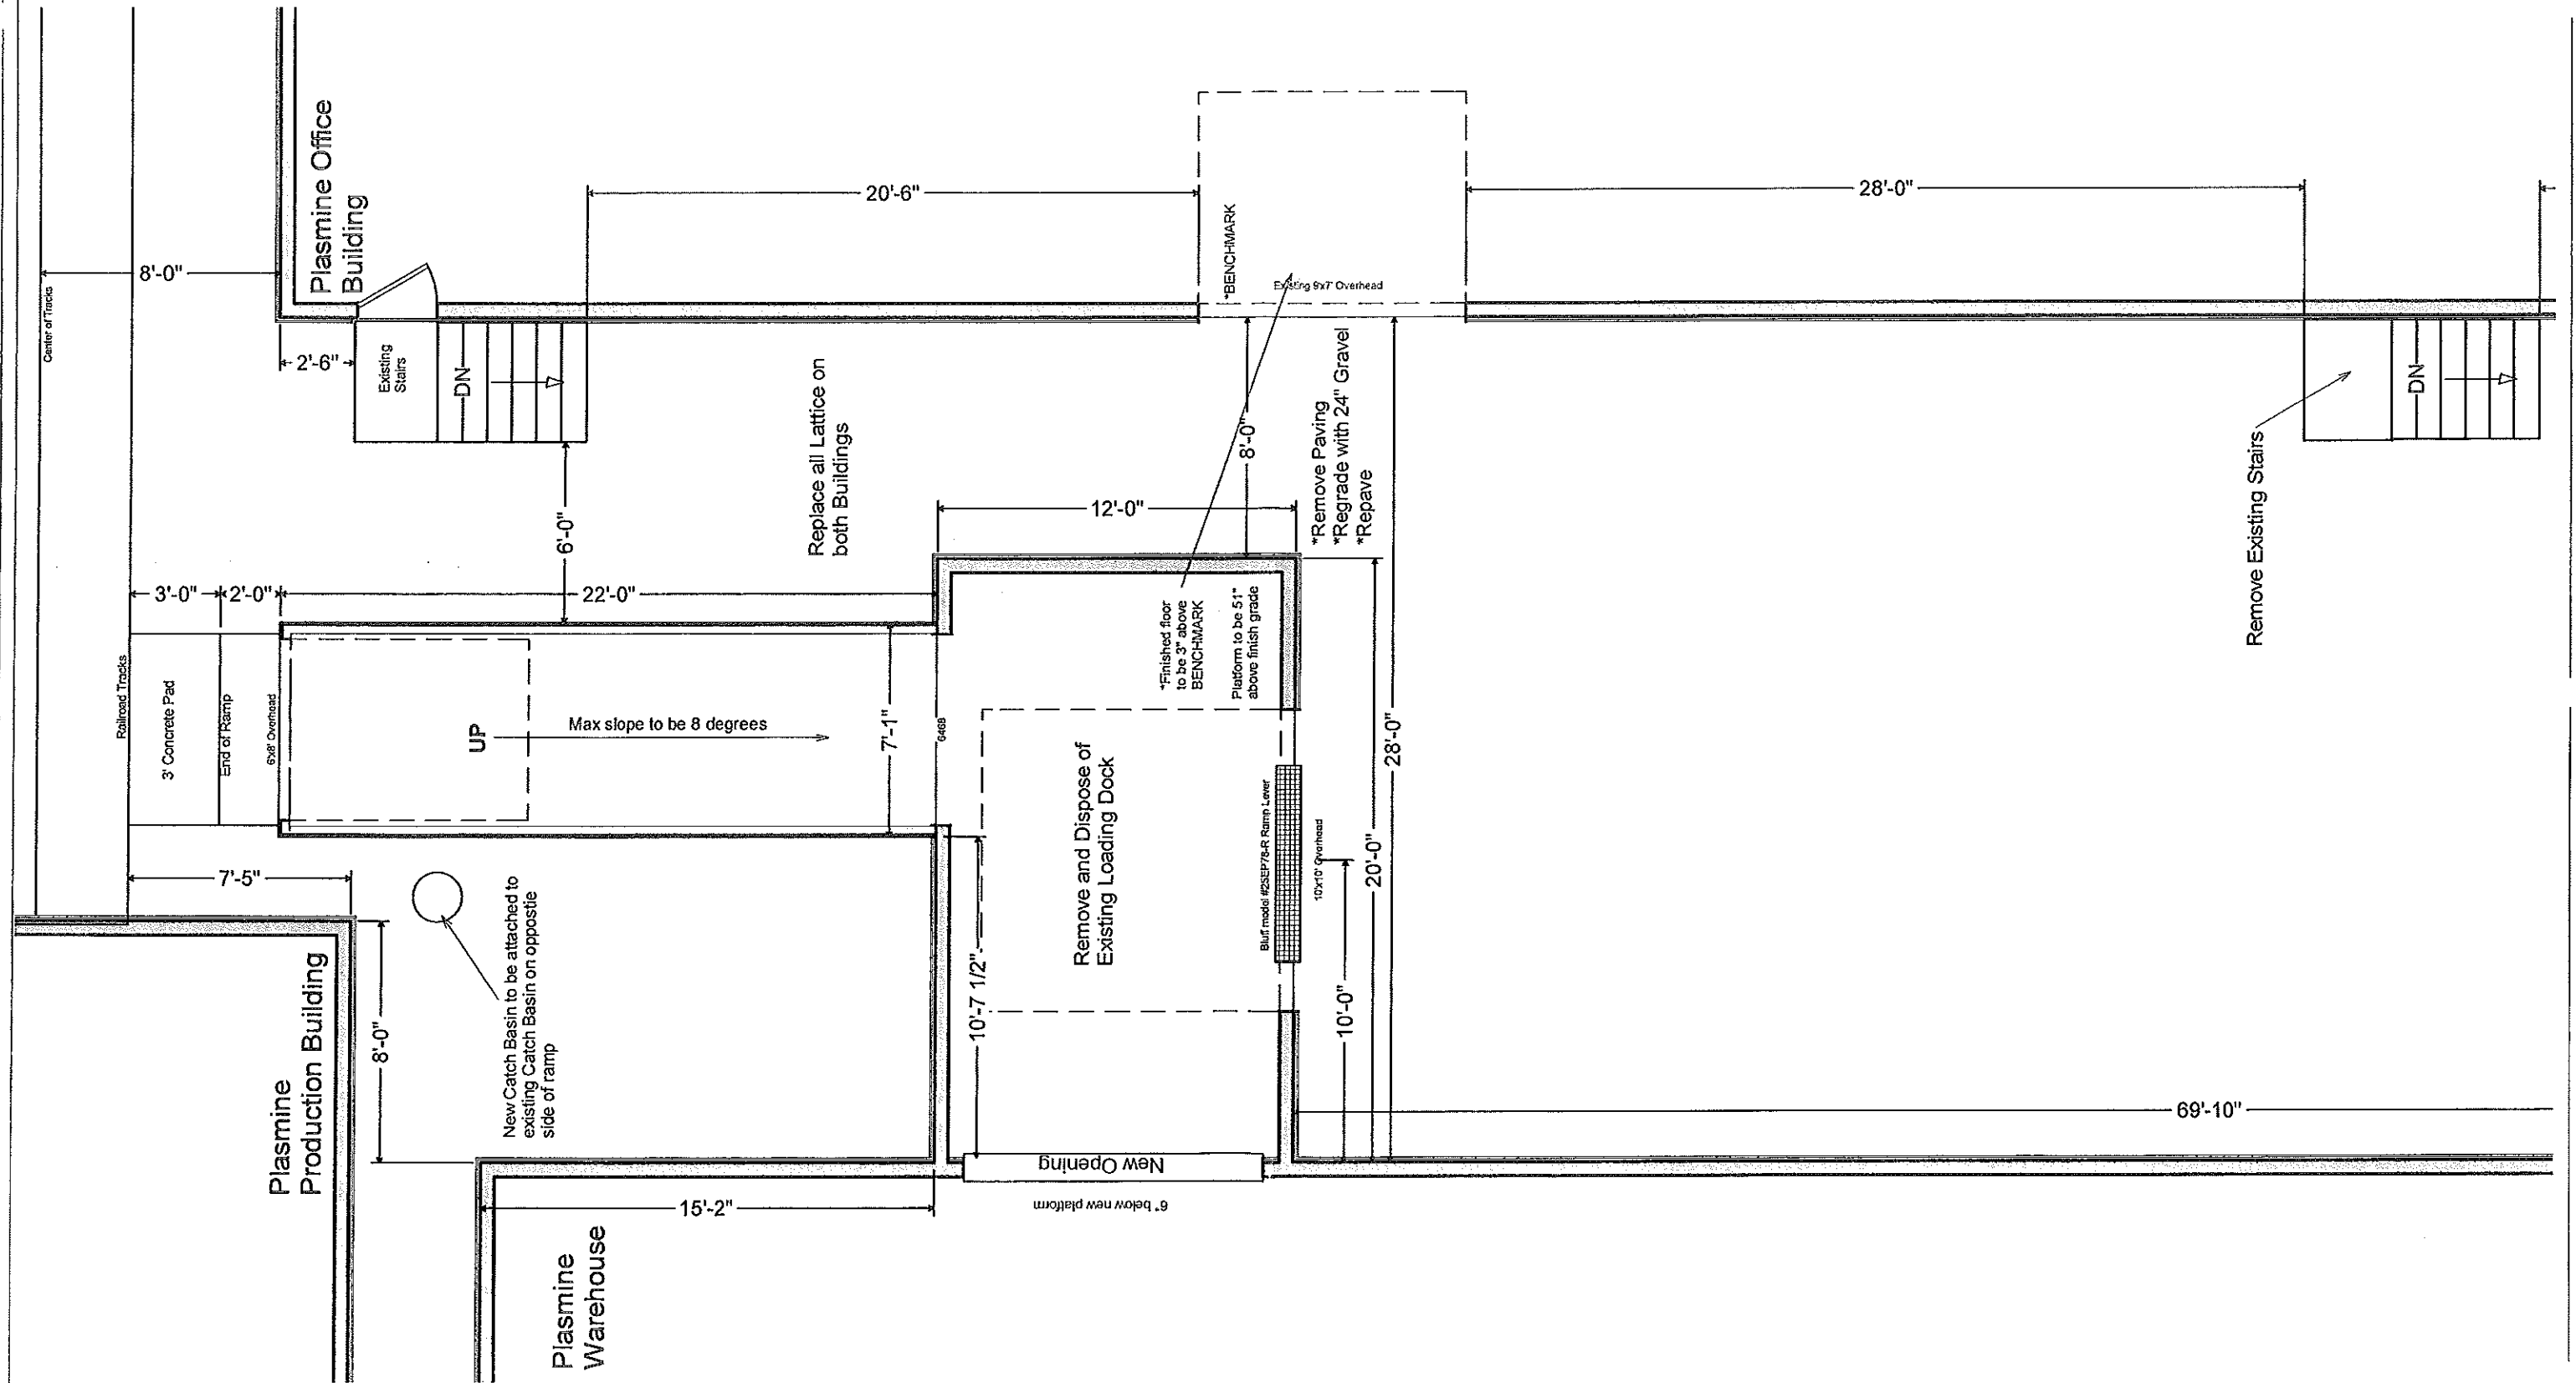 Center of Tracks
8'-0"
Plasmine Office
Building
2'-6"
Existing
Stairs
DN
20'-6"
*BENCHMARK
Existing 9x7' Overhead
28'-0"
6'-0"
Replace all Lattice on
both Buildings
8'-0"
*Remove Paving
*Regrade with 24" Gravel
*Repave
DN
Remove Existing Stairs
12'-0"
3'-0"
2'-0"
22'-0"
Railroad Tracks
3' Concrete Pad
End of Ramp
6'x8' Overhead
UP
Max slope to be 8 degrees
7'-1"
6468
*Finished floor
to be 3" above
BENCHMARK
Platform to be 51"
above finish grade
Remove and Dispose of
Existing Loading Dock
Bluff model #25EP78-R Ramp Lever
10'x10' Overhead
28'-0"
20'-0"
10'-0"
7'-5"
New Catch Basin to be attached to
existing Catch Basin on oppostie
side of ramp
10'-7 1/2"
8'-0"
Plasmine
Production Building
69'-10"
New Opening
6" below new platform
15'-2"
Plasmine
Warehouse